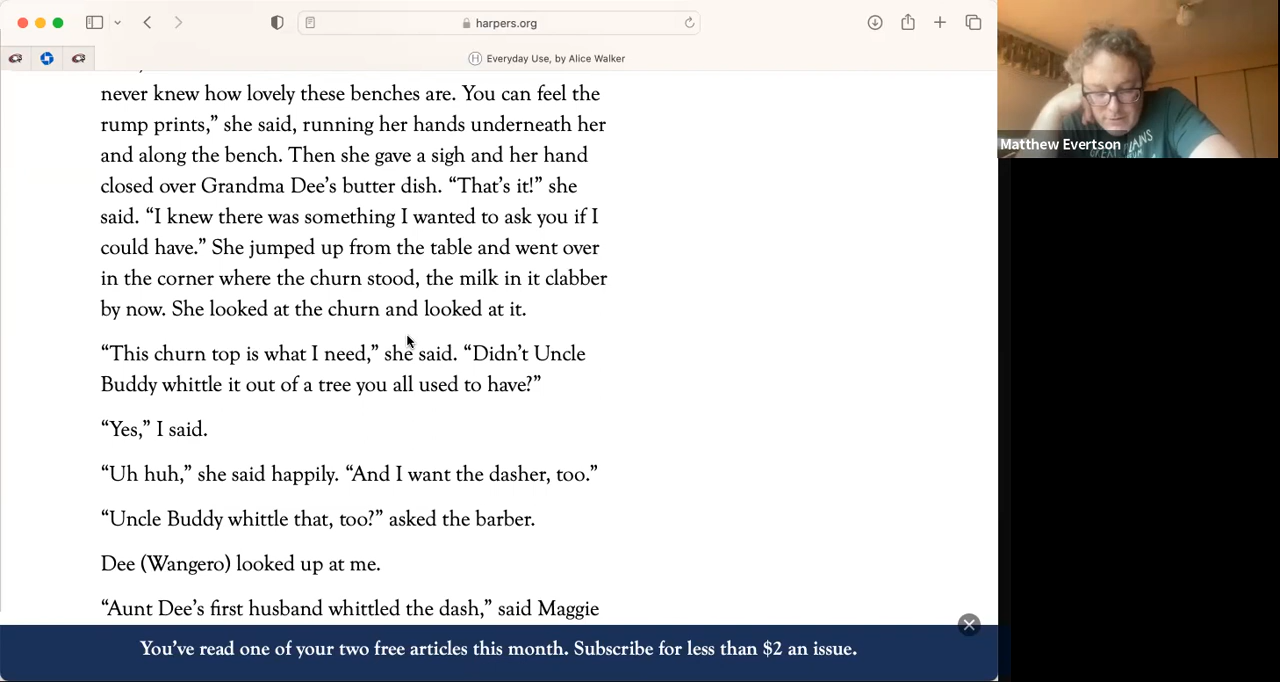 harpers.org
Everyday Use, by Alice Walker
never knew how lovely these benches are. You can feel the
rump prints,” she said, running her hands underneath her
and along the bench. Then she gave a sigh and her hand
closed over Grandma Dee’s butter dish. “That’s it!” she
said. “I knew there was something I wanted to ask you if I
could have.” She jumped up from the table and went over
in the corner where the churn stood, the milk in it clabber
by now. She looked at the churn and looked at it.
“This churn top is what I need,” she said. “Didn’t Uncle
Buddy whittle it out of a tree you all used to have?”
“Yes,” I said.
“Uh huh,” she said happily. “And I want the dasher, too.”
“Uncle Buddy whittle that, too?” asked the barber.
Dee (Wangero) looked up at me.
“Aunt Dee’s first husband whittled the dash,” said Maggie
You’ve read one of your two free articles this month. Subscribe for less than $2 an issue.
Matthew Evertson